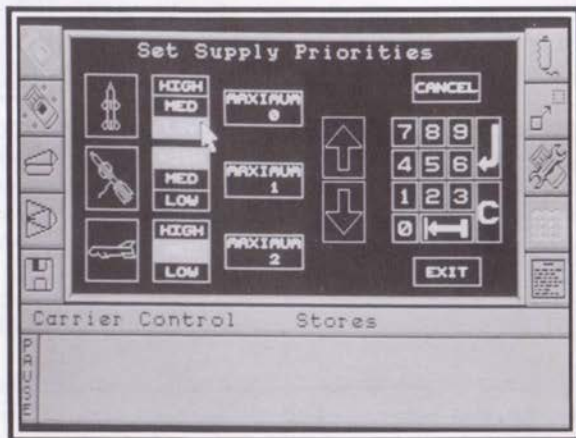 Set Supply Priorities
HIGH
MED
MAXIMUM
0
CANCEL
MED
LOW
MAXIMUM
1
7 8 9
4 5 6
1 2 3
0
C
HIGH
LOW
MAXIMUM
2
EXIT
Carrier Control Stores
PAUSE